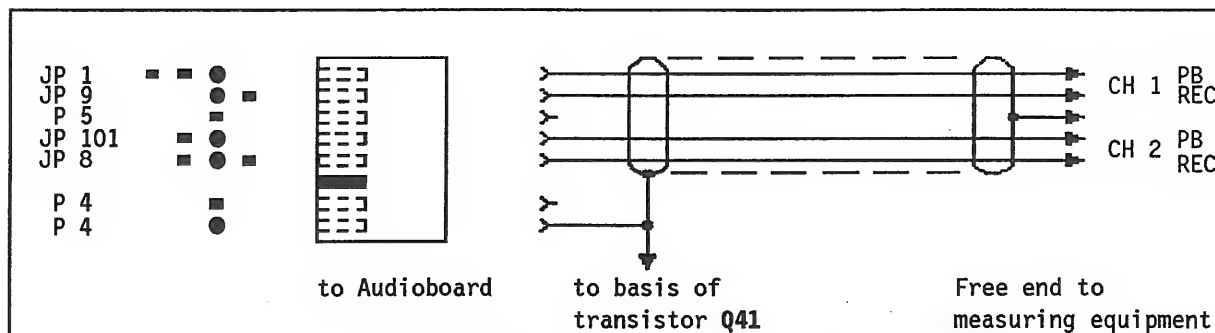 JP 1
JP 9
P 5
JP 101
JP 8
P 4
P 4
CH 1 PB
REC
CH 2 PB
REC
to Audioboard
to basis of
transistor Q41
Free end to
measuring equipment